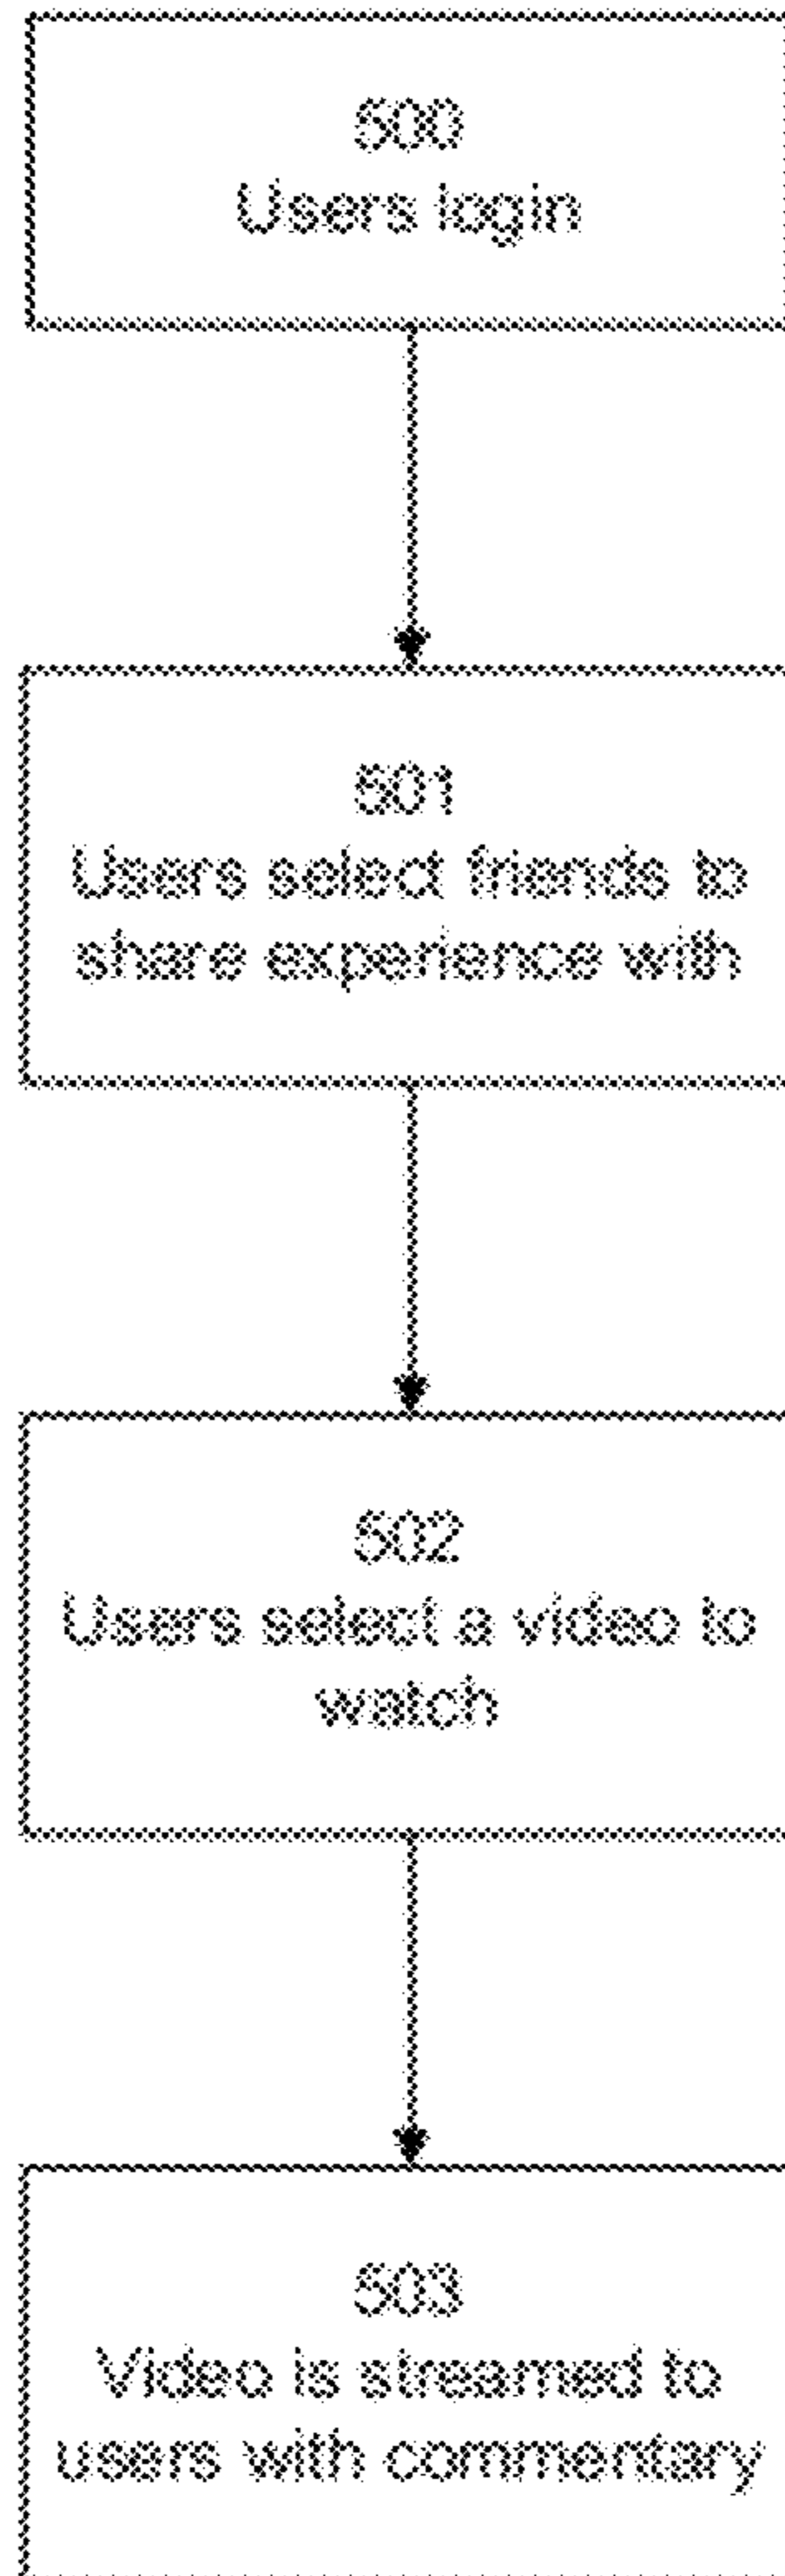 500
Users login
501
Users select friends to
share experience with
502
Users select a video to
watch
503
Video is streamed to
users with commentary